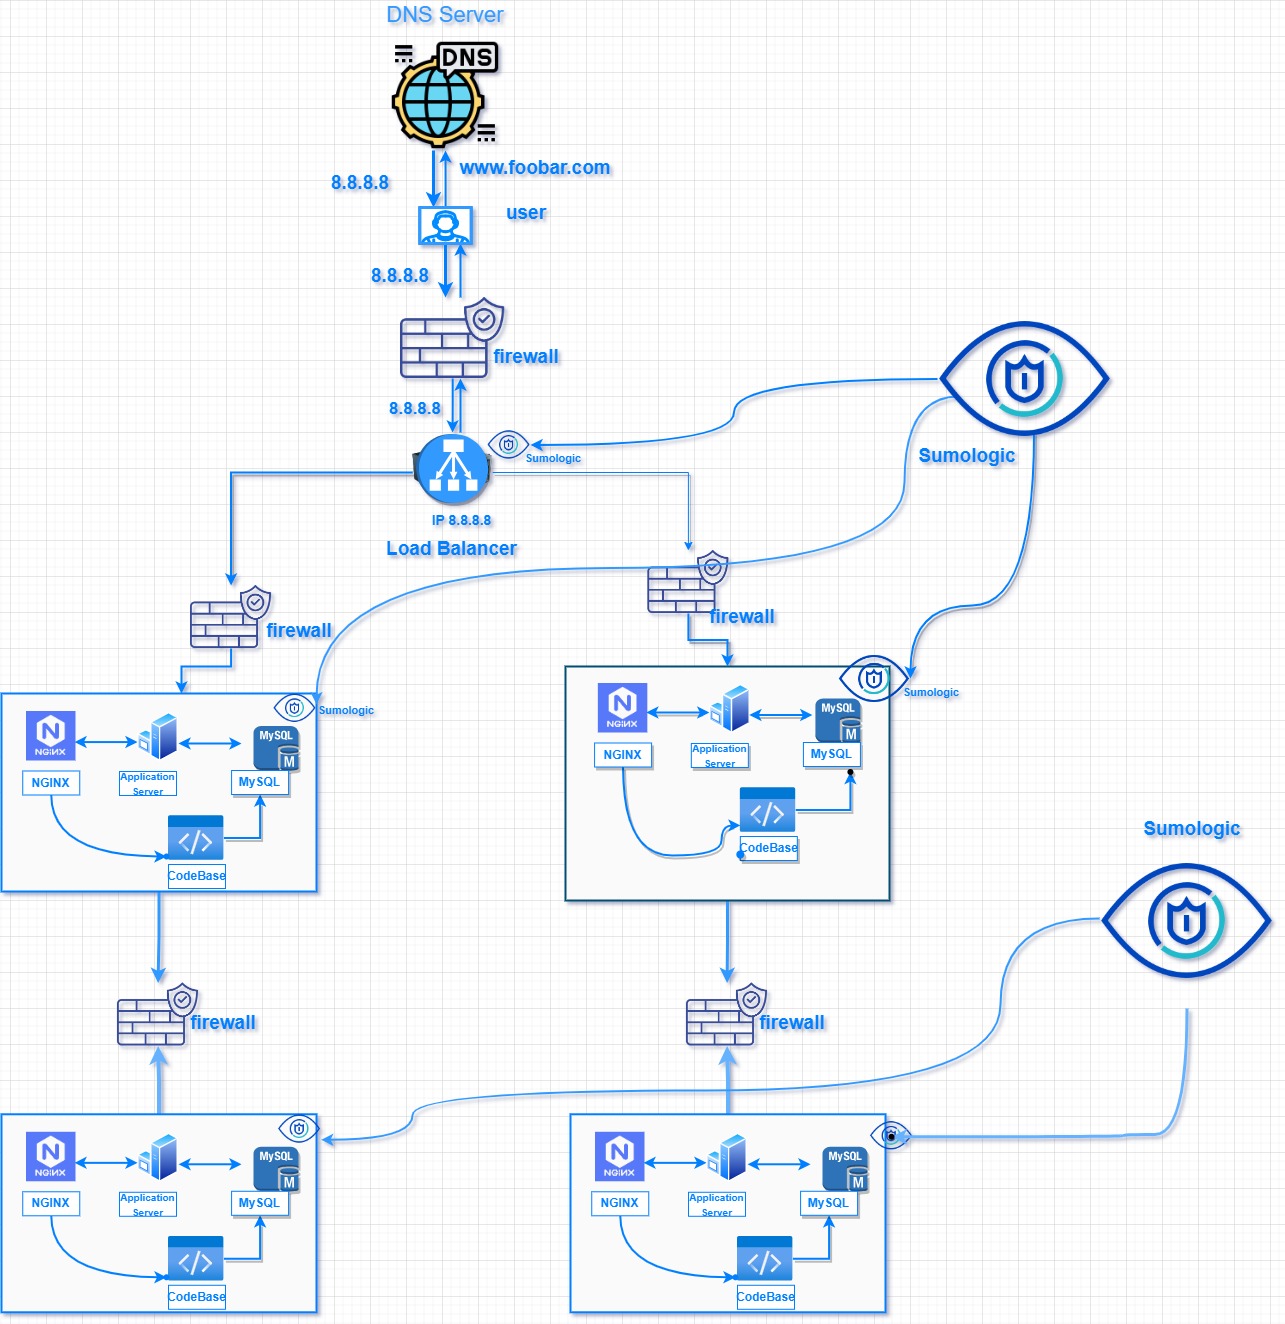 DNS Server
DNS
www.foobar.com
8.8.8.8
user
8.8.8.8
firewall
8.8.8.8
Sumologic
Sumologic
IP 8.8.8.8
Load Balancer
firewall
firewall
Sumologic
Sumologic
NGINX
MySQL
M
NGINX
Application
Server
MySQL
CodeBase
NGINX
MySQL
M
NGINX
Application
Server
MySQL
CodeBase
Sumologic
firewall
firewall
NGINX
MySQL
M
NGINX
Application
Server
MySQL
CodeBase
NGINX
MySQL
M
NGINX
Application
Server
MySQL
CodeBase